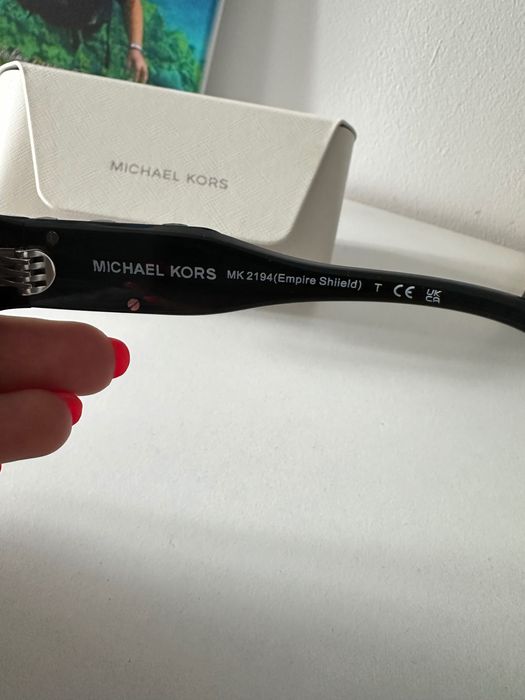 MICHAEL KORS
MICHAEL KORS MK 2194(Empire Shiield) T CE UK CA